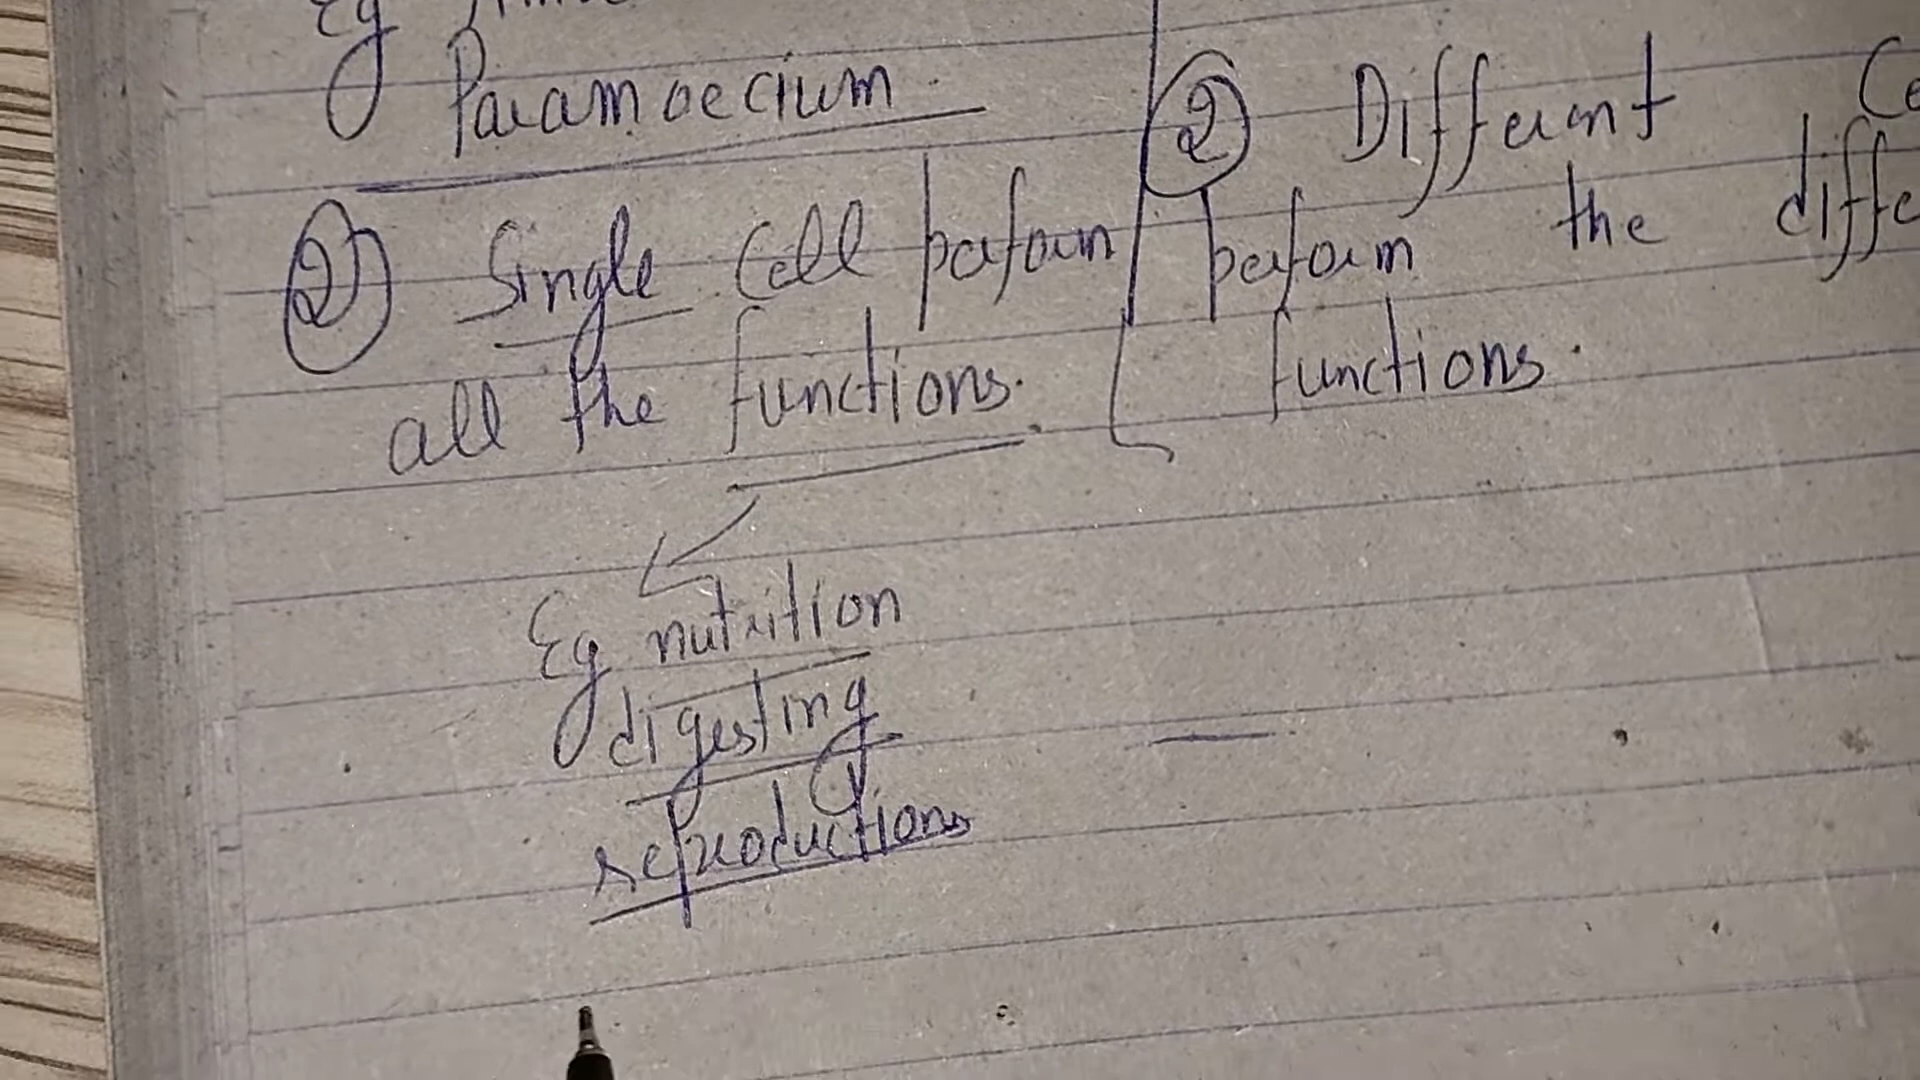 Eg
Paramoecium
② Single Cell perform
all the functions.
Eg nutrition
digesting
reproductions
② Different
perform the
functions.